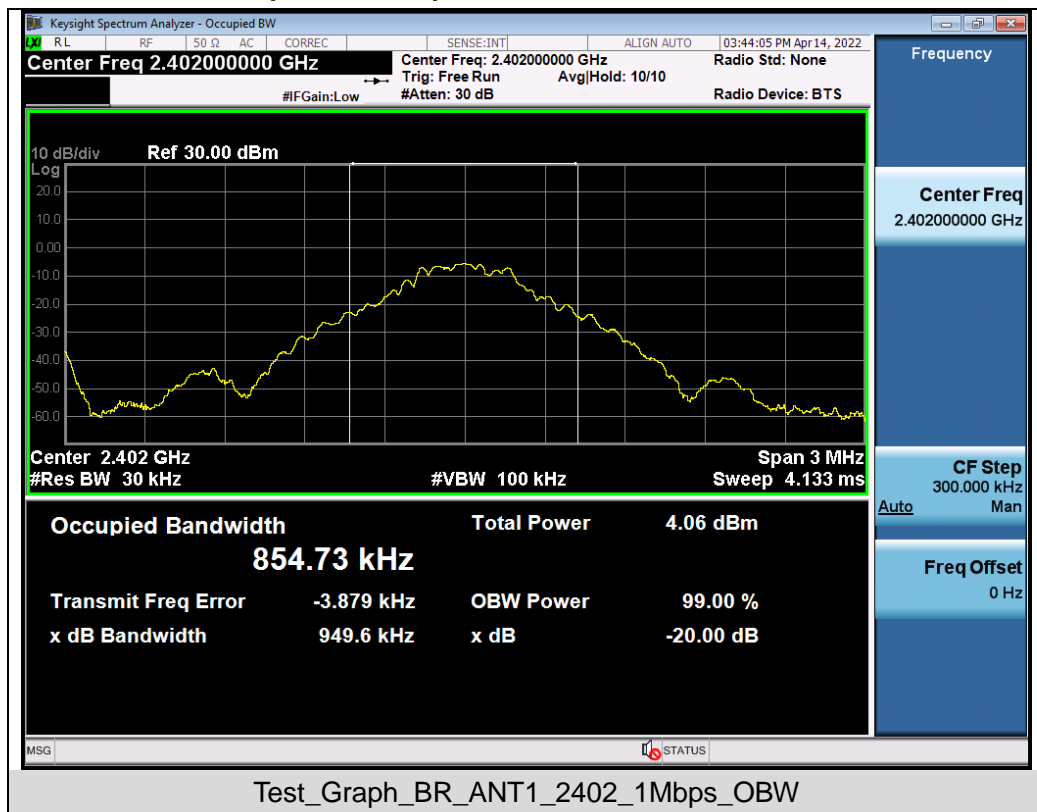 Keysight Spectrum Analyzer - Occupied BW
LXI RL RF 50 Ω AC CORREC SENSE:INT ALIGN AUTO 03:44:05 PM Apr 14, 2022
Center Freq 2.402000000 GHz
Center Freq: 2.402000000 GHz
Radio Std: None
Trig: Free Run
Avg|Hold: 10/10
#IFGain:Low
#Atten: 30 dB
Radio Device: BTS
Frequency
10 dB/div
Ref 30.00 dBm
Log
20.0
10.0
0.00
-10.0
-20.0
-30.0
-40.0
-50.0
-60.0
Center Freq
2.402000000 GHz
Center 2.402 GHz
Span 3 MHz
#Res BW 30 kHz
#VBW 100 kHz
Sweep 4.133 ms
CF Step
300.000 kHz
Auto Man
Occupied Bandwidth
Total Power 4.06 dBm
854.73 kHz
Transmit Freq Error -3.879 kHz
OBW Power 99.00 %
x dB Bandwidth 949.6 kHz
x dB -20.00 dB
Freq Offset
0 Hz
MSG
STATUS
Test_Graph_BR_ANT1_2402_1Mbps_OBW